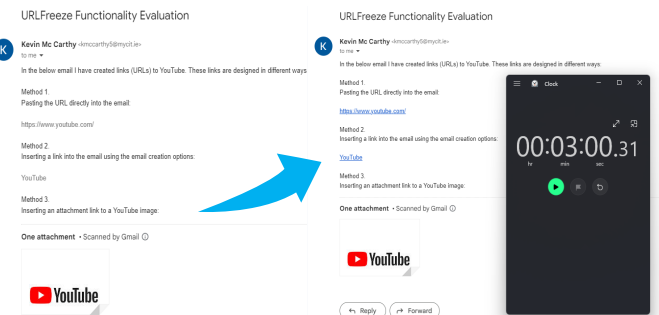 URLFreeze Functionality Evaluation
K
Kevin Mc Carthy <kmccarthy5@mycit.ie>
to me
In the below email I have created links (URLs) to YouTube. These links are designed in different ways
Method 1.
Pasting the URL directly into the email:
https://www.youtube.com/
Method 2.
Inserting a link into the email using the email creation options:
YouTube
Method 3.
Inserting an attachment link to a YouTube image:
One attachment • Scanned by Gmail
YouTube
URLFreeze Functionality Evaluation
K
Kevin Mc Carthy <kmccarthy5@mycit.ie>
to me
In the below email I have created links (URLs) to YouTube. These links are designed in different ways:
Method 1.
Pasting the URL directly into the email:
https://www.youtube.com/
Method 2.
Inserting a link into the email using the email creation options:
YouTube
Method 3.
Inserting an attachment link to a YouTube image:
One attachment • Scanned by Gmail
YouTube
Reply
Forward
Clock
00:03:00.31
hr min sec